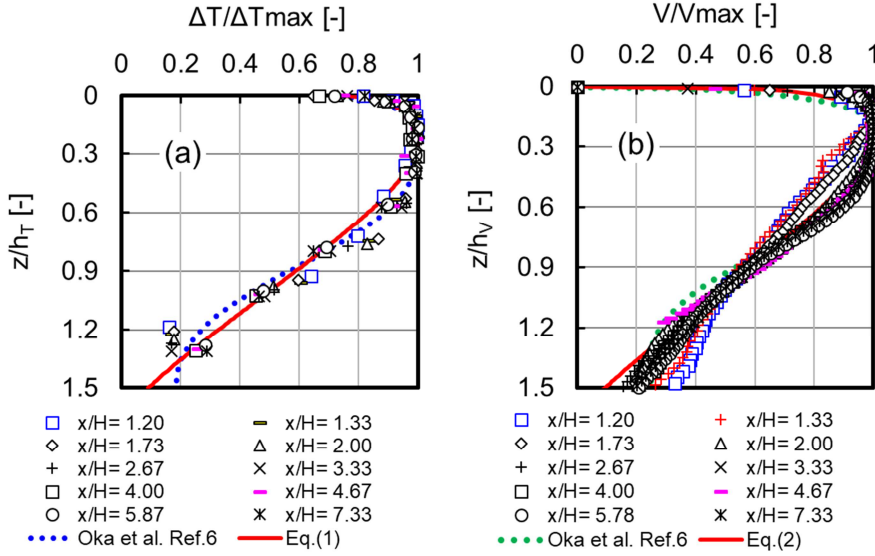 ΔT/ΔTmax [-]
0 0.2 0.4 0.6 0.8 1
0
0.3
0.6
0.9
1.2
1.5
z/hT [-]
(a)
x/H= 1.20 x/H= 1.33
x/H= 1.73 x/H= 2.00
x/H= 2.67 x/H= 3.33
x/H= 4.00 x/H= 4.67
x/H= 5.87 x/H= 7.33
Oka et al. Ref.6 Eq.(1)
V/Vmax [-]
0 0.2 0.4 0.6 0.8 1
0
0.3
0.6
0.9
1.2
1.5
z/hV [-]
(b)
x/H= 1.20 x/H= 1.33
x/H= 1.73 x/H= 2.00
x/H= 2.67 x/H= 3.33
x/H= 4.00 x/H= 4.67
x/H= 5.78 x/H= 7.33
Oka et al. Ref.6 Eq.(2)